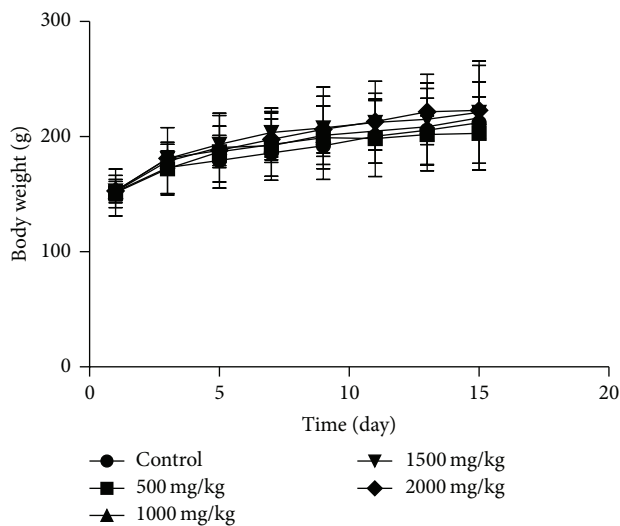 300
200
100
0
Body weight (g)
0
5
10
15
20
Time (day)
Control
500 mg/kg
1000 mg/kg
1500 mg/kg
2000 mg/kg